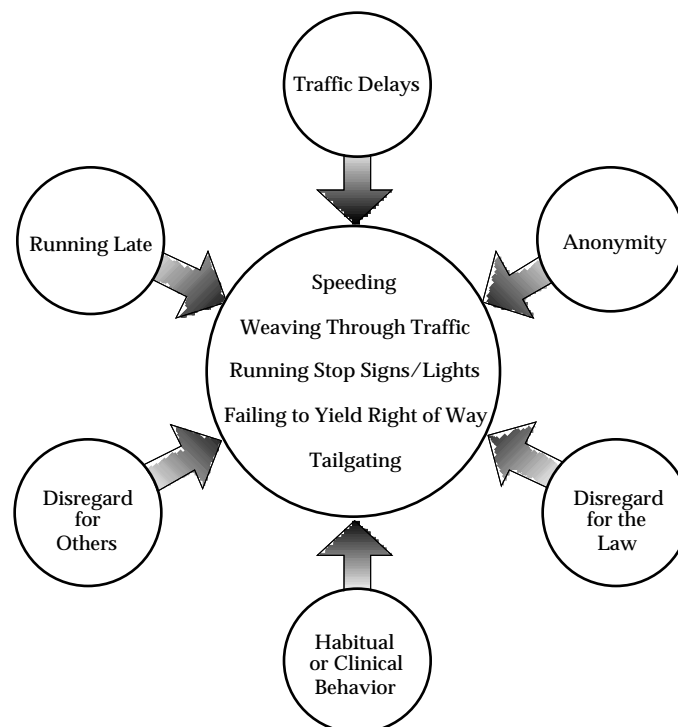 Traffic Delays
Running Late
Anonymity
Speeding
Weaving Through Traffic
Running Stop Signs/Lights
Failing to Yield Right of Way
Tailgating
Disregard
for
Others
Disregard
for the
Law
Habitual
or Clinical
Behavior